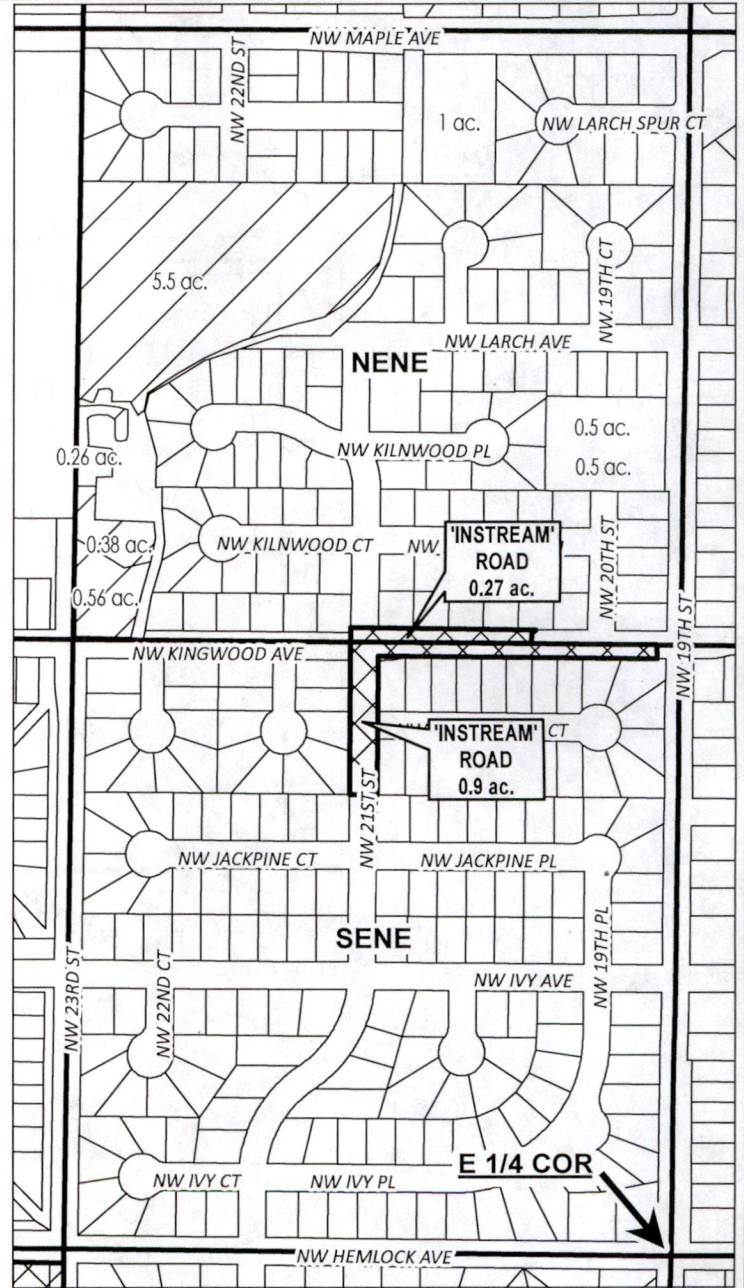 NW MAPLE AVE
NW 22ND ST
1 ac.
NW LARCH SPUR CT
5.5 ac.
NW 19TH CT
NW LARCH AVE
NENE
0.5 ac.
0.5 ac.
NW KILNWOOD PL
0.26 ac.
0.38 ac.
NW KILNWOOD CT
NW
'INSTREAM'
ROAD
0.27 ac.
NW 20TH ST
0.56 ac.
NW 19TH ST
NW KINGWOOD AVE
'INSTREAM'
ROAD
0.9 ac.
CT
NW 21ST ST
NW JACKPINE CT
NW JACKPINE PL
SENE
NW 23RD ST
NW 22ND CT
NW IVY AVE
NW 19TH PL
E 1/4 COR
NW IVY CT
NW IVY PL
NW HEMLOCK AVE